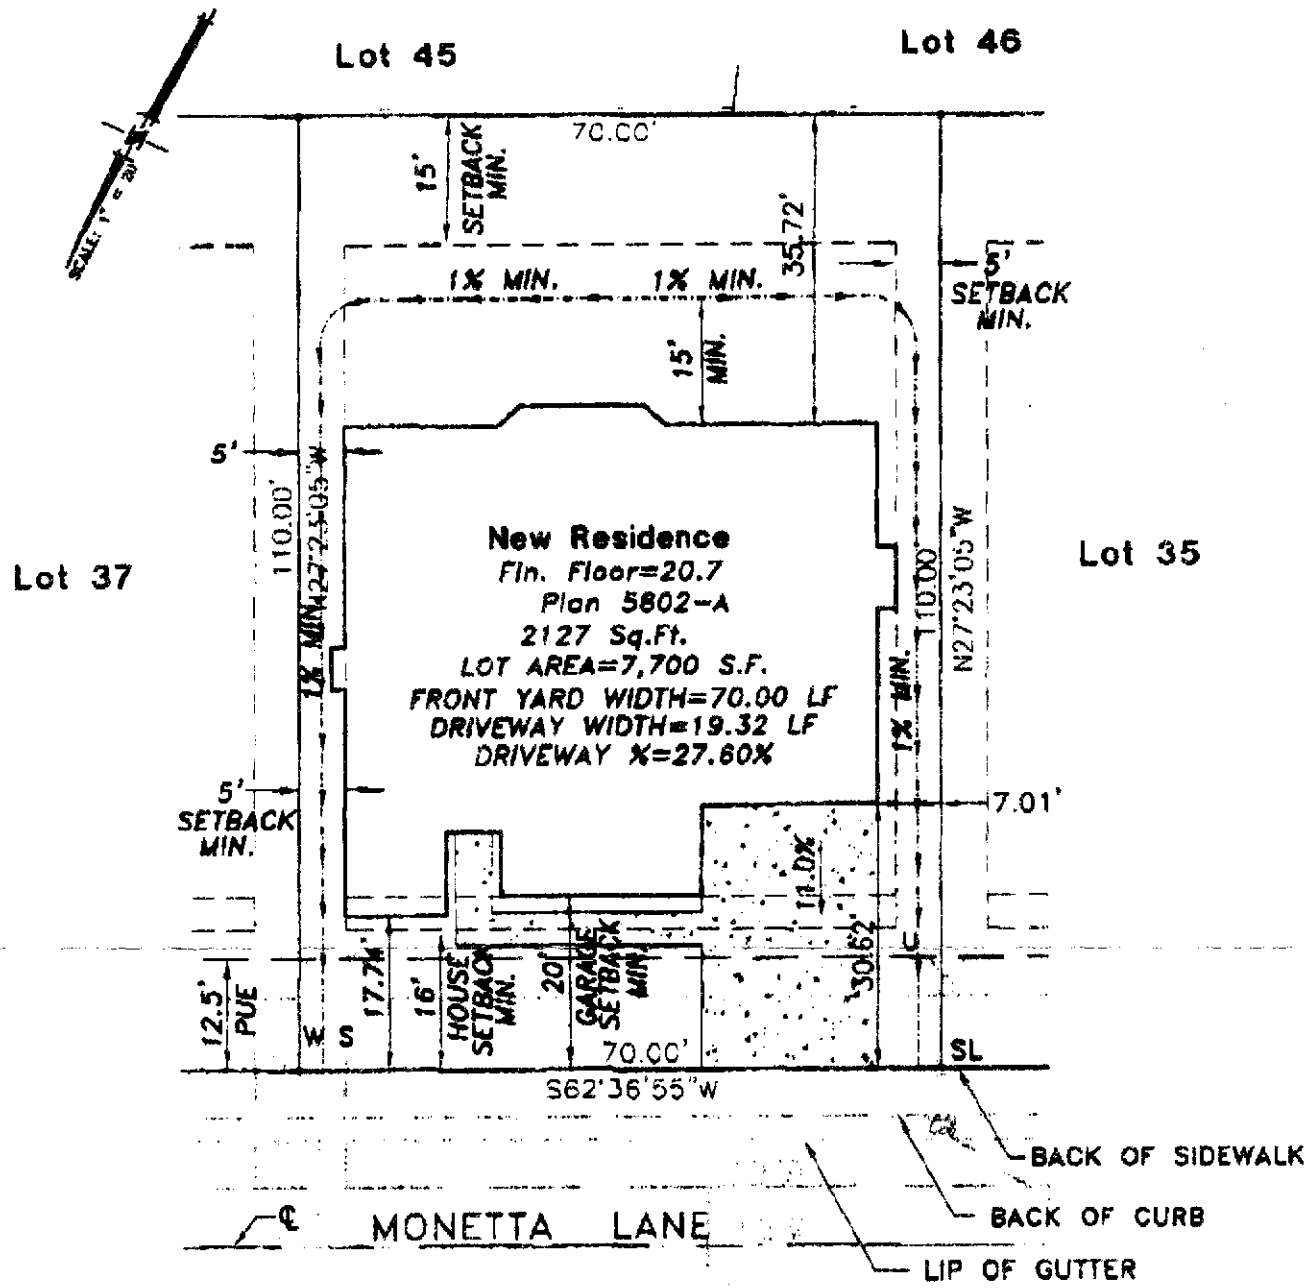 Lot 45
Lot 46
SCALE: 1" = 20'
70.00'
15'
SETBACK
MIN.
35.72'
1% MIN.
1% MIN.
5'
SETBACK
MIN.
15'
MIN.
5'
110.00'
N27°23'05"W
Lot 37
1% MIN.
New Residence
Fin. Floor=20.7
Plan 5802-A
2127 Sq.Ft.
LOT AREA=7,700 S.F.
FRONT YARD WIDTH=70.00 LF
DRIVEWAY WIDTH=19.32 LF
DRIVEWAY %=27.60%
110.00
N27°23'05"W
Lot 35
1% MIN.
5'
SETBACK
MIN.
7.01'
11.0%
12.5'
PUE
W S
17.74'
16'
HOUSE
SETBACK
MIN.
20'
GARAGE
SETBACK
MIN.
30.62'
70.00'
SL
S62°36'55"W
BACK OF SIDEWALK
℄ MONETTA LANE
BACK OF CURB
LIP OF GUTTER